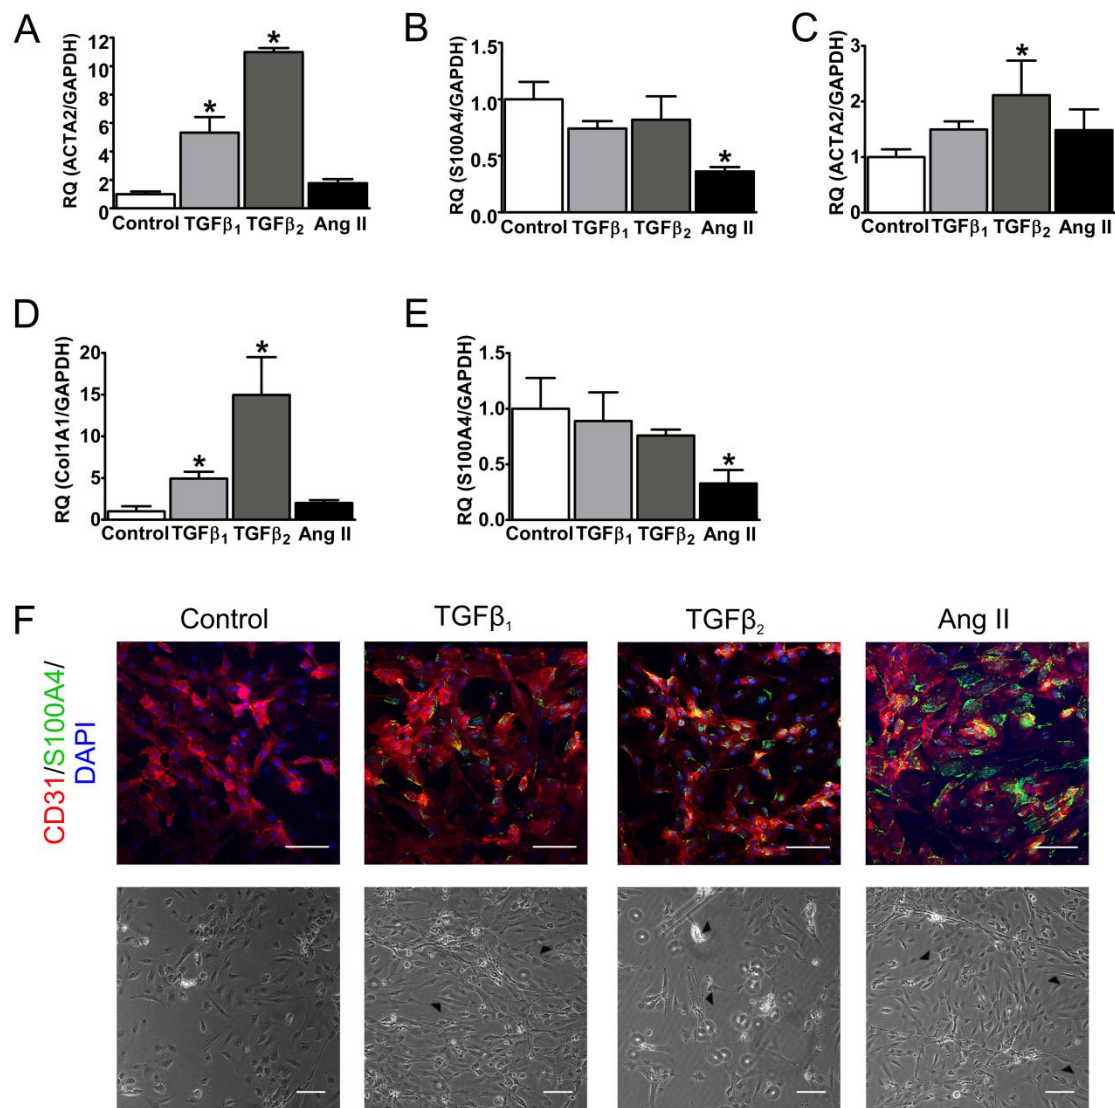 A
RQ (ACTA2/GAPDH)
12
10
8
6
4
2
0
*
*
Control TGFβ1 TGFβ2 Ang II
B
RQ (S100A4/GAPDH)
1.5
1.0
0.5
0.0
*
Control TGFβ1 TGFβ2 Ang II
C
RQ (ACTA2/GAPDH)
3
2
1
0
*
Control TGFβ1 TGFβ2 Ang II
D
RQ (Col1A1/GAPDH)
20
15
10
5
0
*
*
Control TGFβ1 TGFβ2 Ang II
E
RQ (S100A4/GAPDH)
1.5
1.0
0.5
0.0
*
Control TGFβ1 TGFβ2 Ang II
F
Control TGFβ1 TGFβ2 Ang II
CD31/S100A4/
DAPI